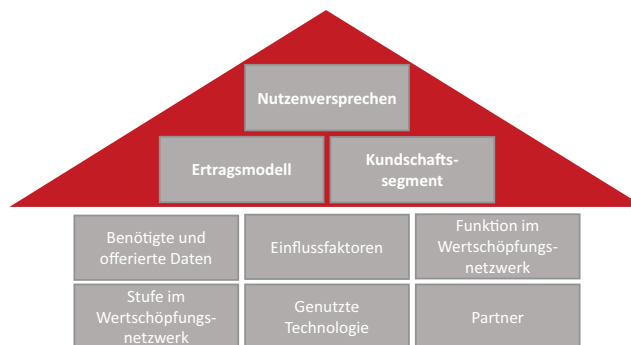 Nutzenversprechen
Ertragsmodell
Kundschafts-
segment
Benötigte und
offerierte Daten
Einflussfaktoren
Funktion im
Wertschöpfungs-
netzwerk
Stufe im
Wertschöpfungs-
netzwerk
Genutzte
Technologie
Partner